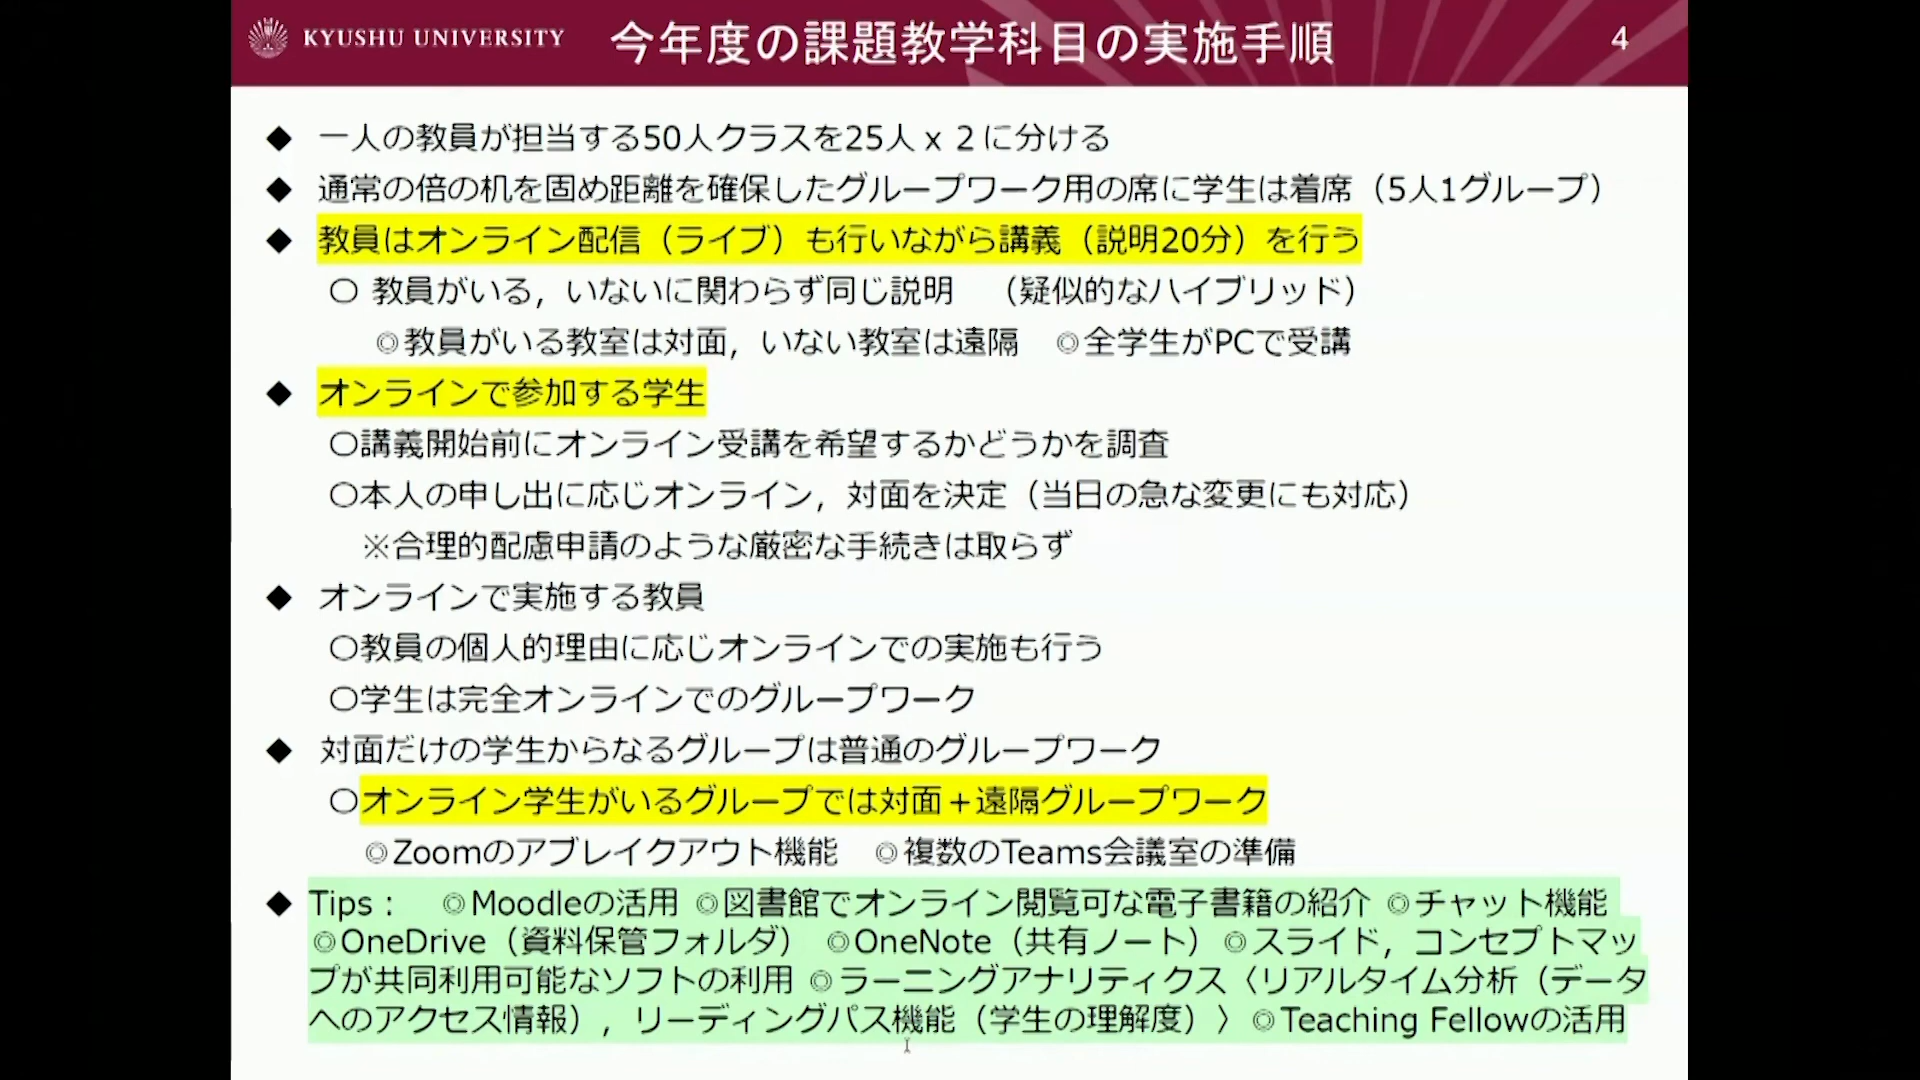 KYUSHU UNIVERSITY 今年度の課題教学科目の実施手順 4
◆ 一人の教員が担当する50人クラスを25人 x 2 に分ける
◆ 通常の倍の机を固め距離を確保したグループワーク用の席に学生は着席（5人1グループ）
◆ 教員はオンライン配信（ライブ）も行いながら講義（説明20分）を行う
〇 教員がいる，いないに関わらず同じ説明 （疑似的なハイブリッド）
◎教員がいる教室は対面，いない教室は遠隔 ◎全学生がPCで受講
◆ オンラインで参加する学生
〇講義開始前にオンライン受講を希望するかどうかを調査
〇本人の申し出に応じオンライン，対面を決定（当日の急な変更にも対応）
※合理的配慮申請のような厳密な手続きは取らず
◆ オンラインで実施する教員
〇教員の個人的理由に応じオンラインでの実施も行う
〇学生は完全オンラインでのグループワーク
◆ 対面だけの学生からなるグループは普通のグループワーク
〇オンライン学生がいるグループでは対面＋遠隔グループワーク
◎Zoomのアブレイクアウト機能 ◎複数のTeams会議室の準備
◆ Tips： ◎Moodleの活用 ◎図書館でオンライン閲覧可な電子書籍の紹介 ◎チャット機能
◎OneDrive（資料保管フォルダ） ◎OneNote（共有ノート）◎スライド，コンセプトマッ
プが共同利用可能なソフトの利用 ◎ラーニングアナリティクス〈リアルタイム分析（データ
へのアクセス情報），リーディングパス機能（学生の理解度）〉◎Teaching Fellowの活用